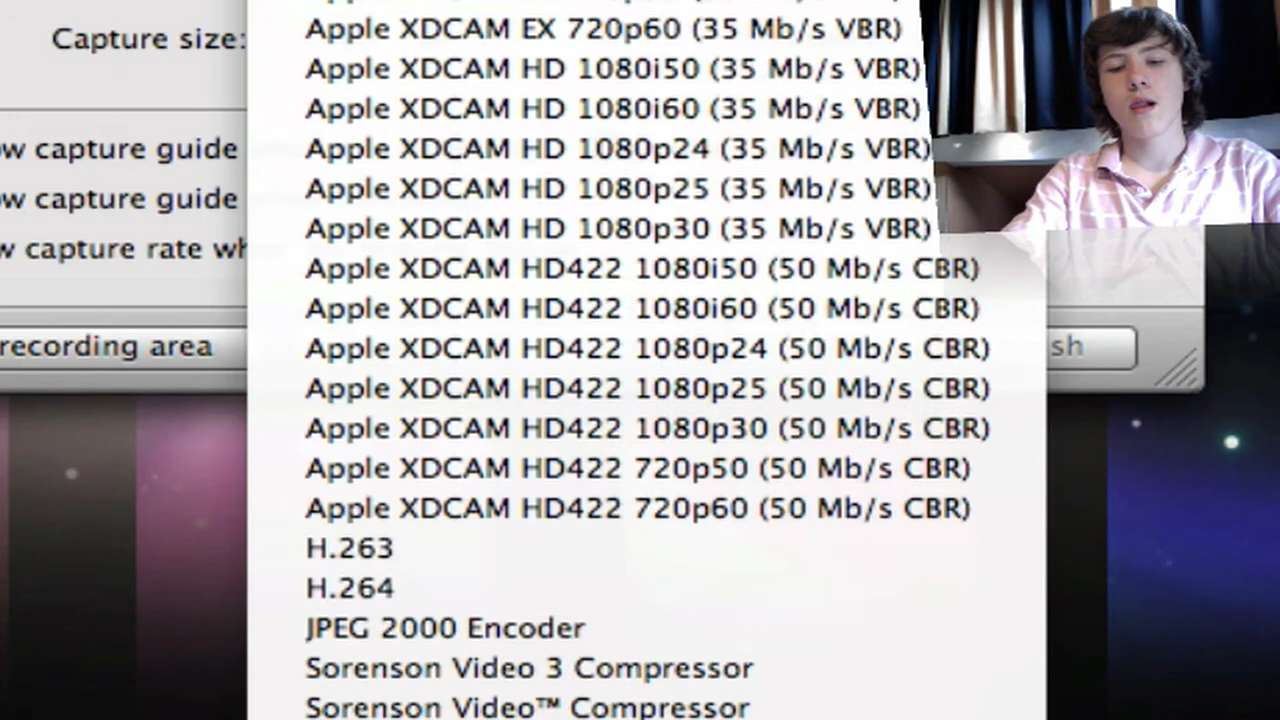 Capture size:
ow capture guide
ow capture guide
w capture rate wh
recording area
Apple XDCAM EX 720p60 (35 Mb/s VBR)
Apple XDCAM HD 1080i50 (35 Mb/s VBR)
Apple XDCAM HD 1080i60 (35 Mb/s VBR)
Apple XDCAM HD 1080p24 (35 Mb/s VBR)
Apple XDCAM HD 1080p25 (35 Mb/s VBR)
Apple XDCAM HD 1080p30 (35 Mb/s VBR)
Apple XDCAM HD422 1080i50 (50 Mb/s CBR)
Apple XDCAM HD422 1080i60 (50 Mb/s CBR)
Apple XDCAM HD422 1080p24 (50 Mb/s CBR)
Apple XDCAM HD422 1080p25 (50 Mb/s CBR)
Apple XDCAM HD422 1080p30 (50 Mb/s CBR)
Apple XDCAM HD422 720p50 (50 Mb/s CBR)
Apple XDCAM HD422 720p60 (50 Mb/s CBR)
H.263
H.264
JPEG 2000 Encoder
Sorenson Video 3 Compressor
Sorenson Video™ Compressor
sh